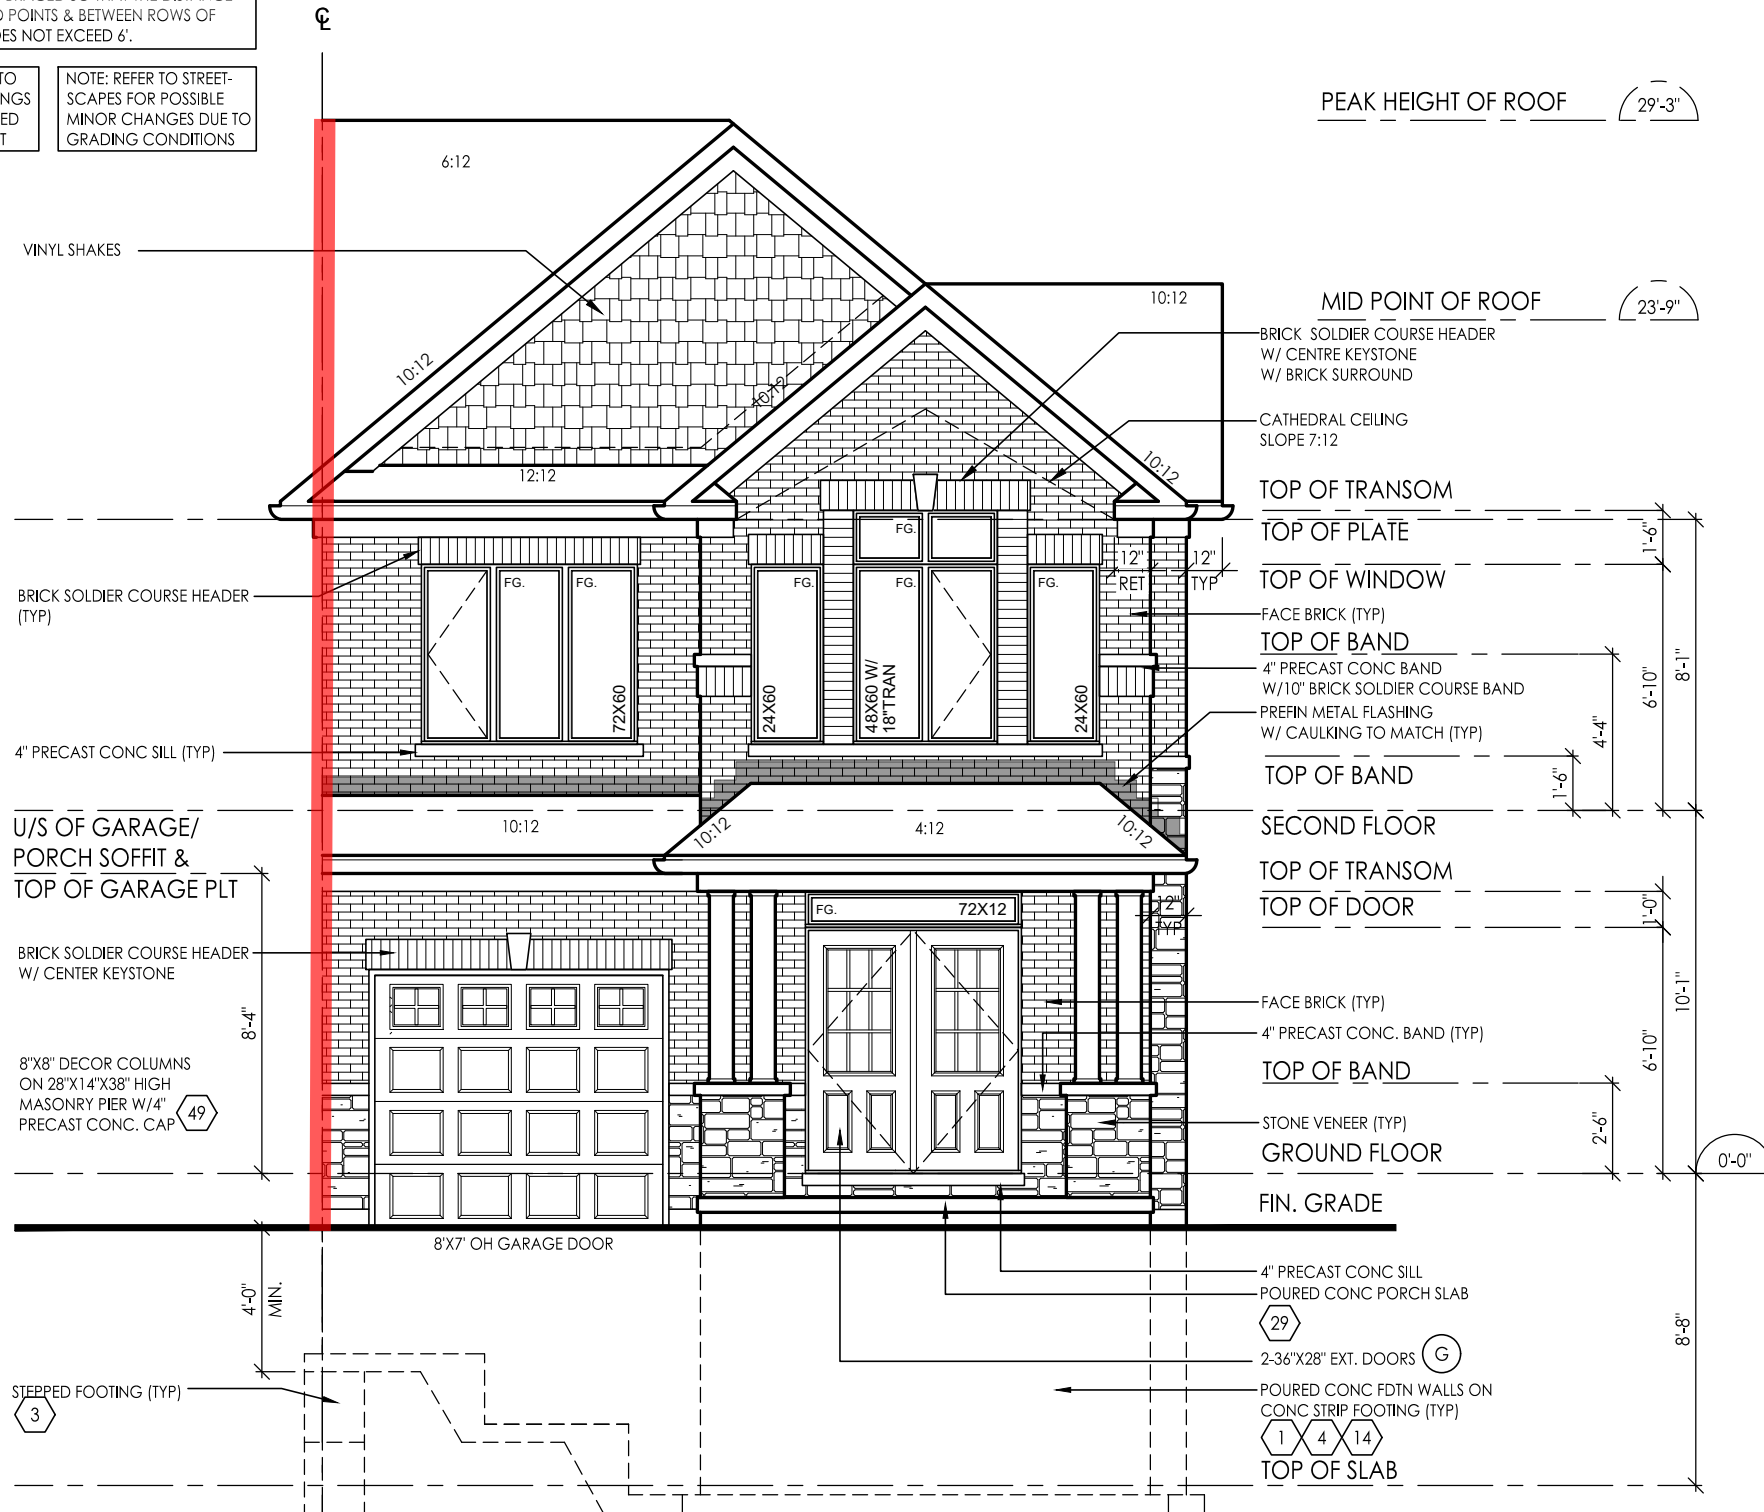 D POINTS & BETWEEN ROWS OF
DES NOT EXCEED 6'.
TO
NGS
ED
T
NOTE: REFER TO STREET-
SCAPES FOR POSSIBLE
MINOR CHANGES DUE TO
GRADING CONDITIONS
℄
PEAK HEIGHT OF ROOF
29'-3"
6:12
VINYL SHAKES
10:12
MID POINT OF ROOF
23'-9"
BRICK SOLDIER COURSE HEADER
W/ CENTRE KEYSTONE
W/ BRICK SURROUND
10:12
10:12
CATHEDRAL CEILING
SLOPE 7:12
10:12
12:12
TOP OF TRANSOM
TOP OF PLATE
1'-6"
FG.
12"
RET
12"
TYP
TOP OF WINDOW
BRICK SOLDIER COURSE HEADER
(TYP)
FG.
FG.
FG.
FG.
FG.
FACE BRICK (TYP)
TOP OF BAND
4" PRECAST CONC BAND
W/10" BRICK SOLDIER COURSE BAND
72X60
24X60
48X60 W/
18"TRAN
24X60
6'-10"
8'-1"
PREFIN METAL FLASHING
W/ CAULKING TO MATCH (TYP)
4'-4"
4" PRECAST CONC SILL (TYP)
TOP OF BAND
1'-6"
U/S OF GARAGE/
PORCH SOFFIT &
TOP OF GARAGE PLT
10:12
10:12
4:12
10:12
SECOND FLOOR
TOP OF TRANSOM
TOP OF DOOR
1'-0"
FG.
72X12
12"
TYP
BRICK SOLDIER COURSE HEADER
W/ CENTER KEYSTONE
8'-4"
FACE BRICK (TYP)
10'-1"
4" PRECAST CONC. BAND (TYP)
6'-10"
8"X8" DECOR COLUMNS
ON 28"X14"X38" HIGH
MASONRY PIER W/4"
PRECAST CONC. CAP
49
TOP OF BAND
STONE VENEER (TYP)
2'-6"
GROUND FLOOR
0'-0"
FIN. GRADE
8'X7' OH GARAGE DOOR
4'-0"
MIN.
4" PRECAST CONC SILL
POURED CONC PORCH SLAB
29
8'-8"
2-36"X28" EXT. DOORS
G
STEPPED FOOTING (TYP)
3
POURED CONC FDTN WALLS ON
CONC STRIP FOOTING (TYP)
1
4
14
TOP OF SLAB